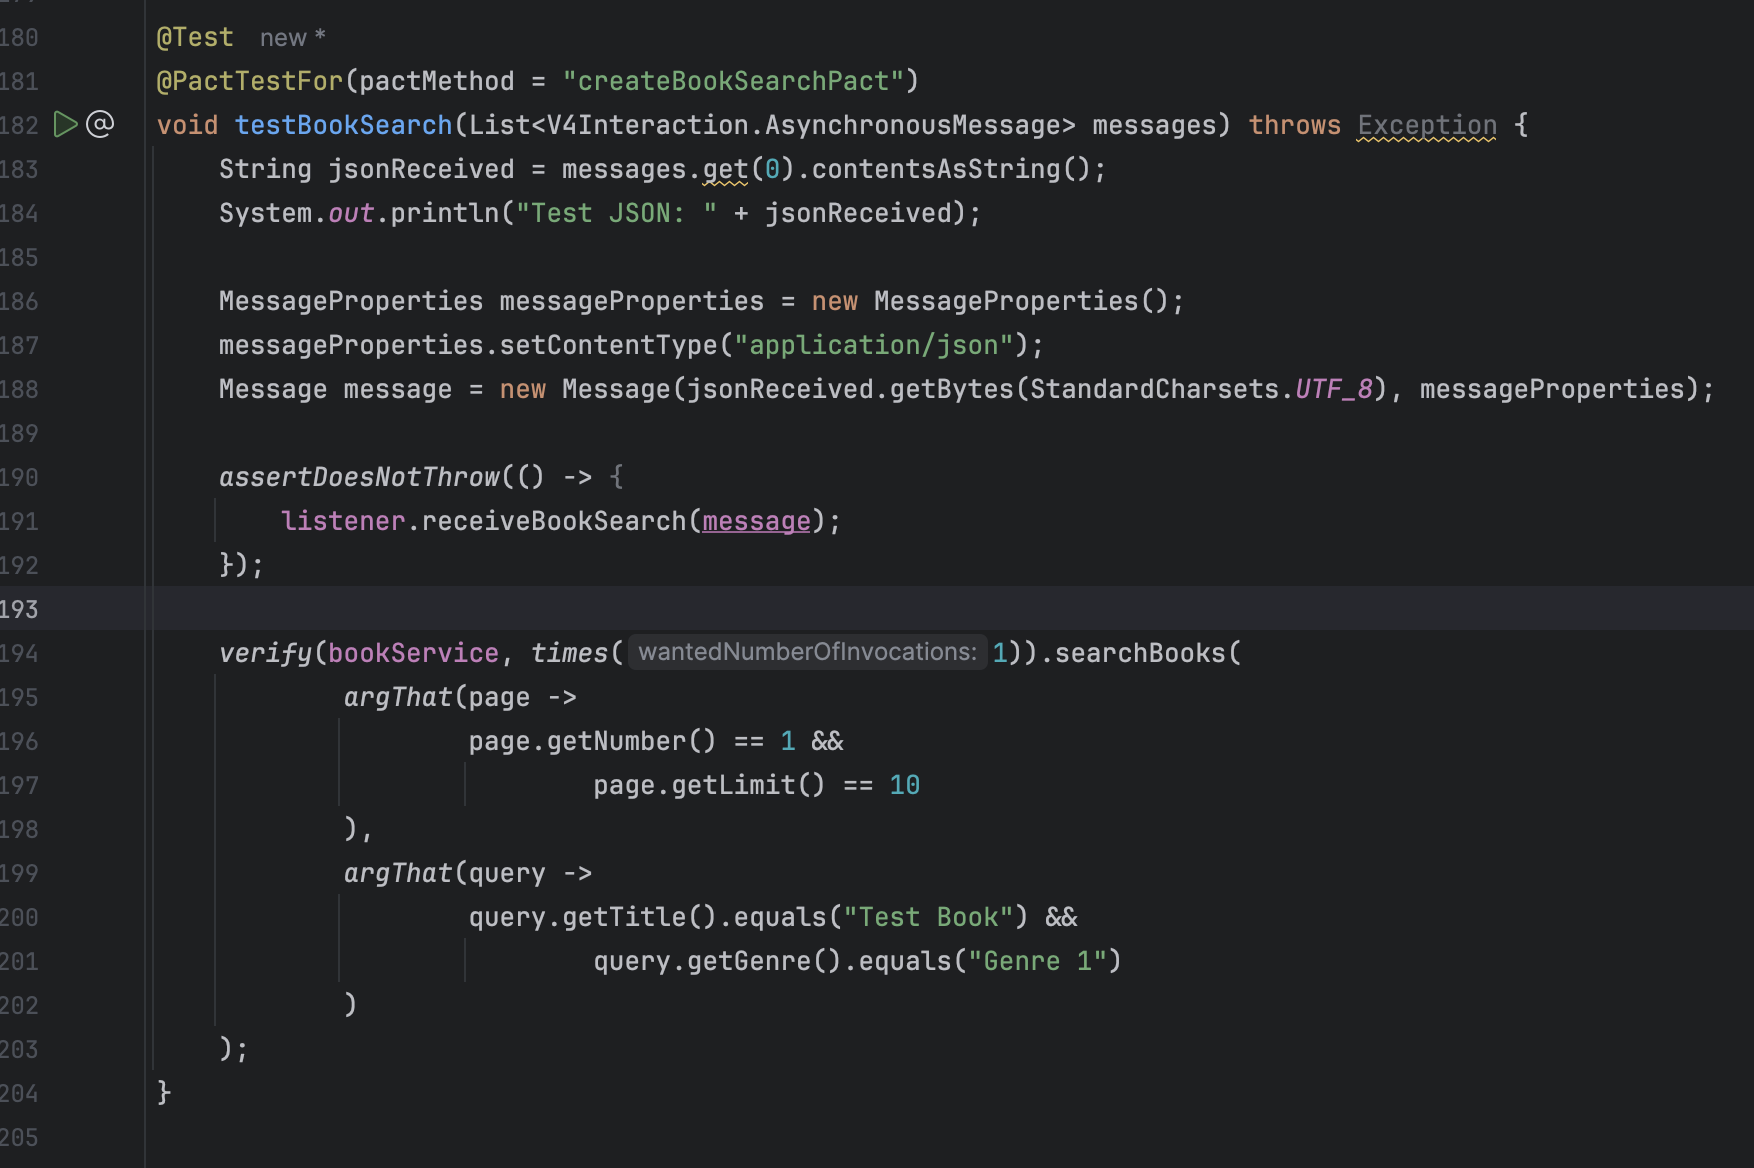 180 @Test new *
181 @PactTestFor(pactMethod = "createBookSearchPact")
182 @ void testBookSearch(List<V4Interaction.AsynchronousMessage> messages) throws Exception {
183 String jsonReceived = messages.get(0).contentsAsString();
184 System.out.println("Test JSON: " + jsonReceived);
185
186 MessageProperties messageProperties = new MessageProperties();
187 messageProperties.setContentType("application/json");
188 Message message = new Message(jsonReceived.getBytes(StandardCharsets.UTF_8), messageProperties);
189
190 assertDoesNotThrow(() -> {
191 listener.receiveBookSearch(message);
192 });
193
194 verify(bookService, times( wantedNumberOfInvocations: 1)).searchBooks(
195 argThat(page ->
196 page.getNumber() == 1 &&
197 page.getLimit() == 10
198 ),
199 argThat(query ->
200 query.getTitle().equals("Test Book") &&
201 query.getGenre().equals("Genre 1")
202 )
203 );
204 }
205